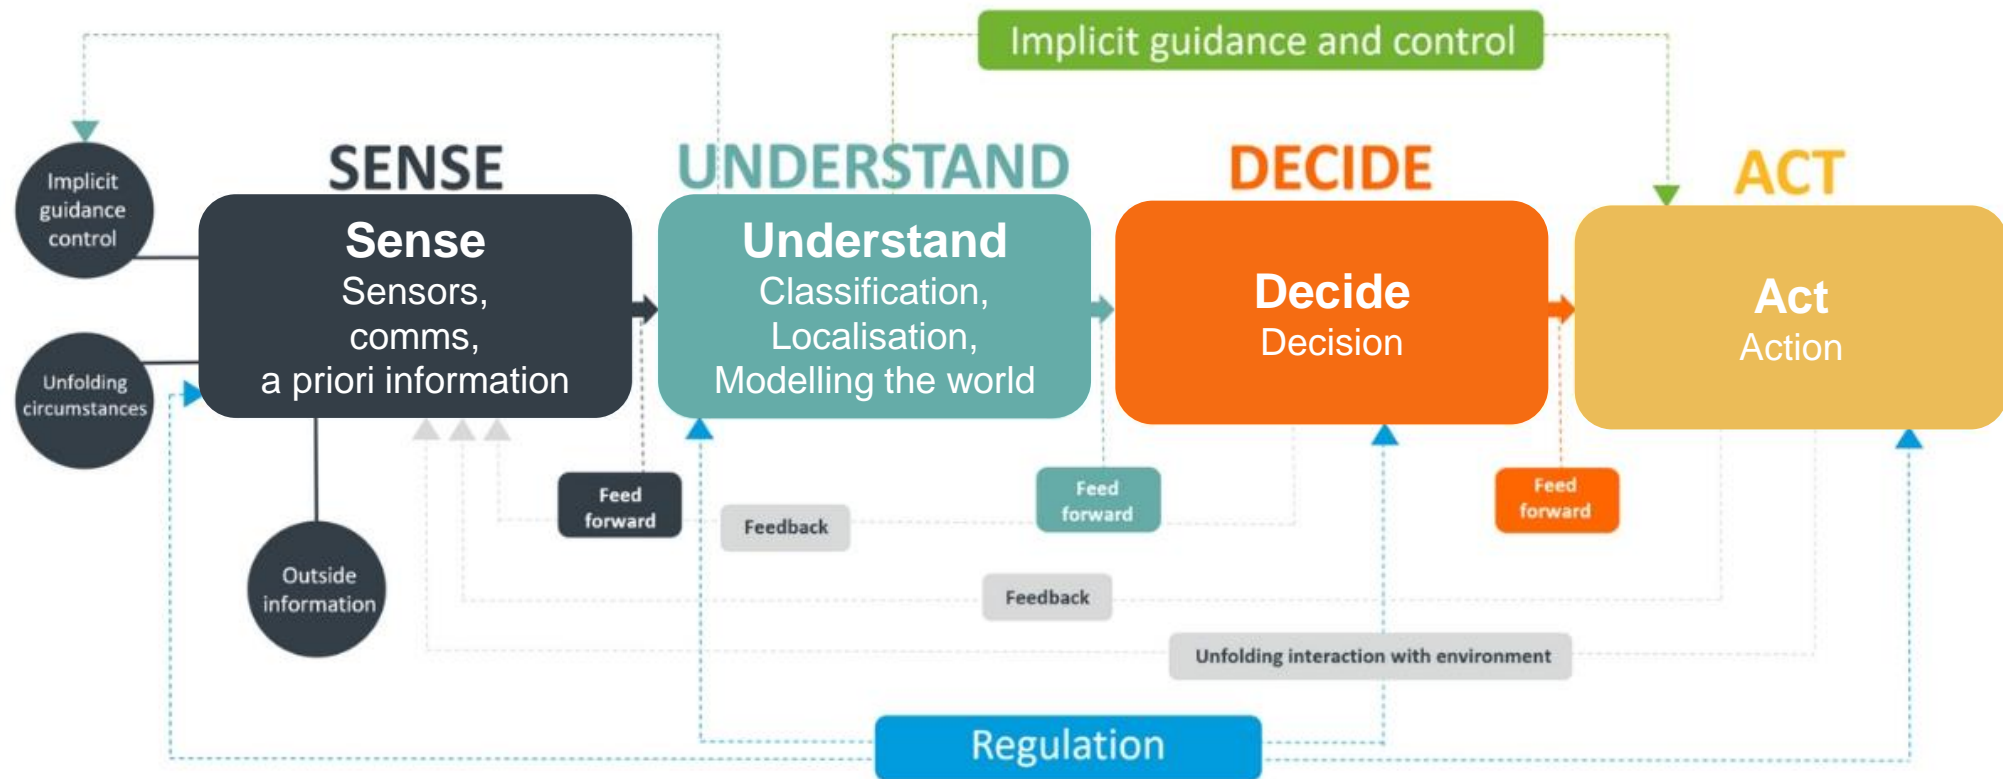 Implicit guidance and control
SENSE
UNDERSTAND
DECIDE
ACT
Implicit
guidance
control
Unfolding
circumstances
Outside
information
Sense
Sensors,
comms,
a priori information
Understand
Classification,
Localisation,
Modelling the world
Decide
Decision
Act
Action
Feed
forward
Feedback
Feed
forward
Feed
forward
Feedback
Unfolding interaction with environment
Regulation